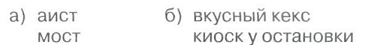 а) аист б) вкусный кекс
мост киоск у остановки